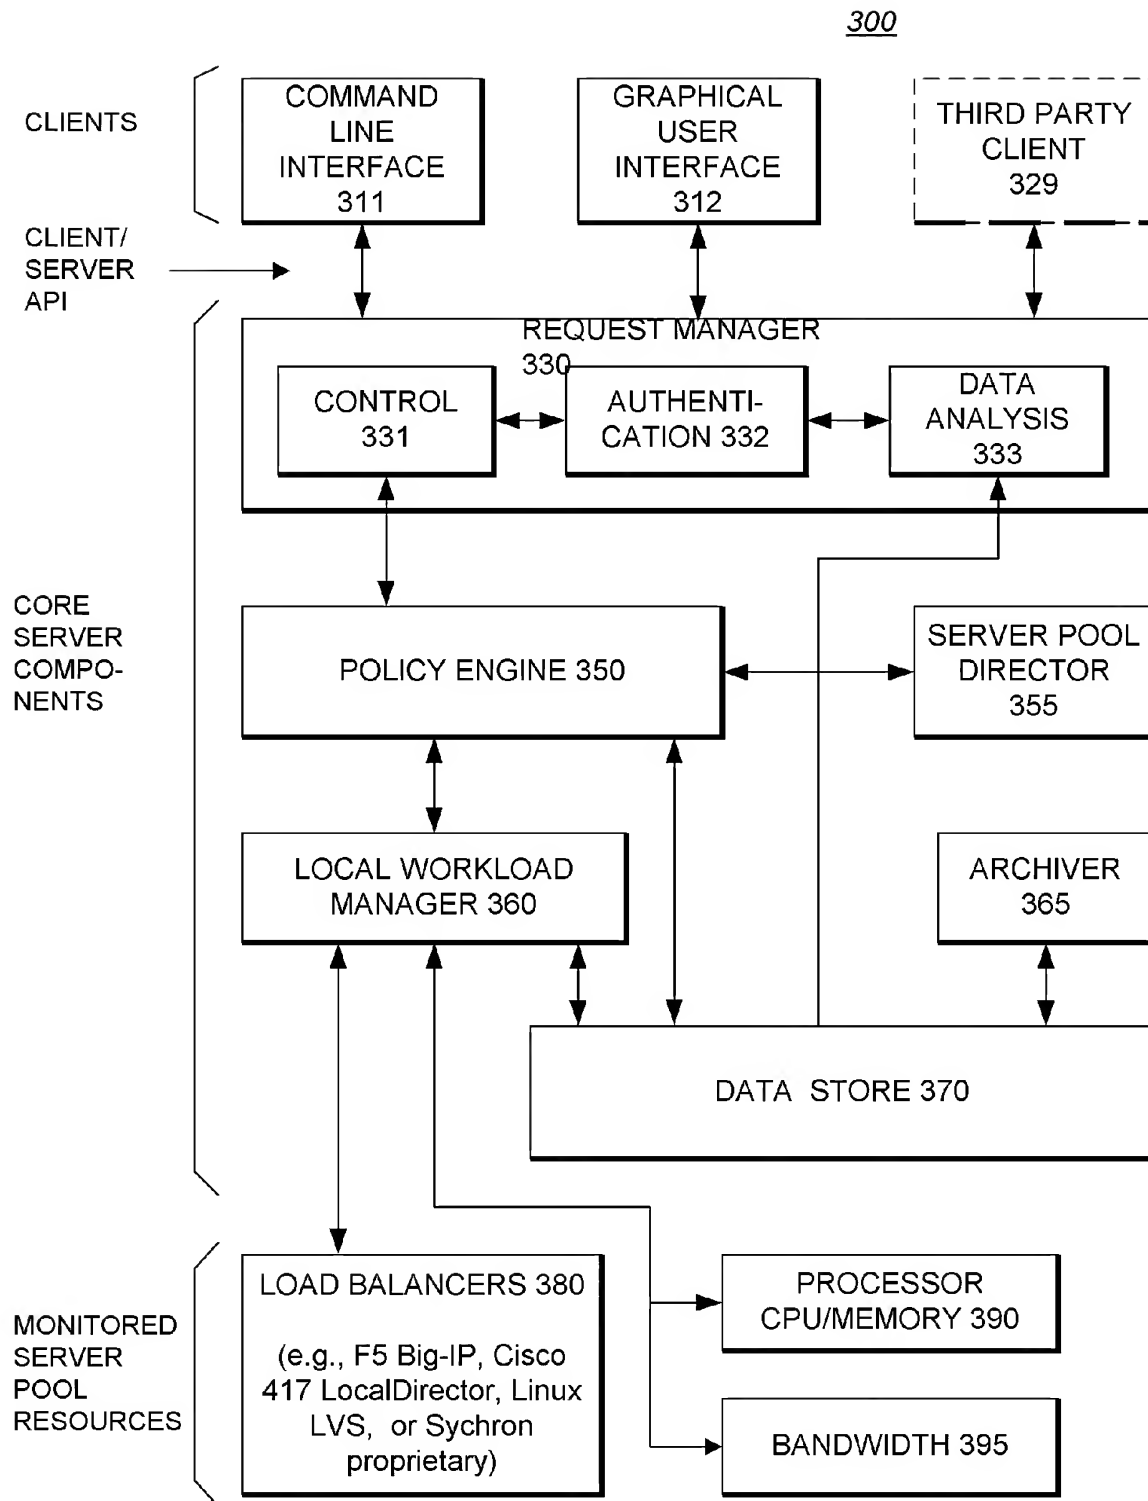 300
CLIENTS
COMMAND
LINE
INTERFACE
311
GRAPHICAL
USER
INTERFACE
312
THIRD PARTY
CLIENT
329
CLIENT/
SERVER
API
REQUEST MANAGER
330
CONTROL
331
AUTHENTI-
CATION 332
DATA
ANALYSIS
333
CORE
SERVER
COMPO-
NENTS
POLICY ENGINE 350
SERVER POOL
DIRECTOR
355
LOCAL WORKLOAD
MANAGER 360
ARCHIVER
365
DATA STORE 370
MONITORED
SERVER
POOL
RESOURCES
LOAD BALANCERS 380
(e.g., F5 Big-IP, Cisco
417 LocalDirector, Linux
LVS, or Sychron
proprietary)
PROCESSOR
CPU/MEMORY 390
BANDWIDTH 395